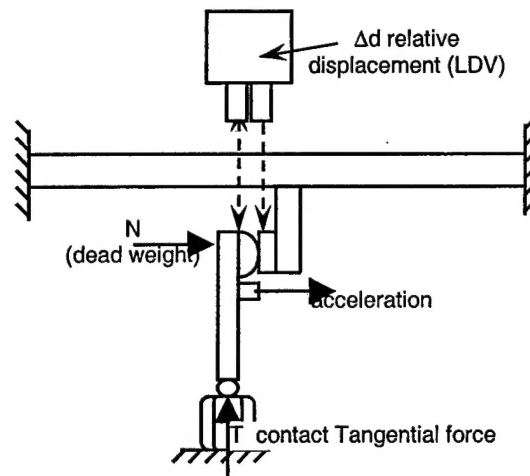 Δd relative
displacement (LDV)
N
(dead weight)
acceleration
T contact Tangential force